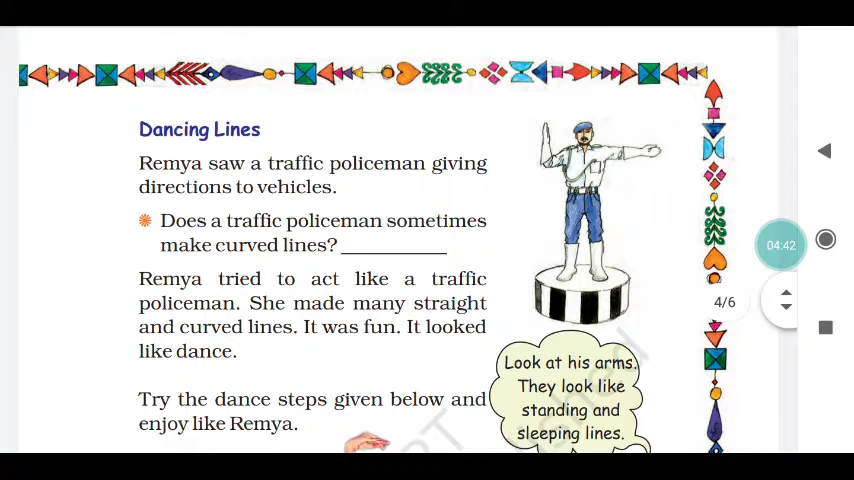 Dancing Lines
Remya saw a traffic policeman giving
directions to vehicles.
Does a traffic policeman sometimes
make curved lines? __________
Remya tried to act like a traffic
policeman. She made many straight
and curved lines. It was fun. It looked
like dance.
Try the dance steps given below and
enjoy like Remya.
Look at his arms.
They look like
standing and
sleeping lines.
04:42
4/6